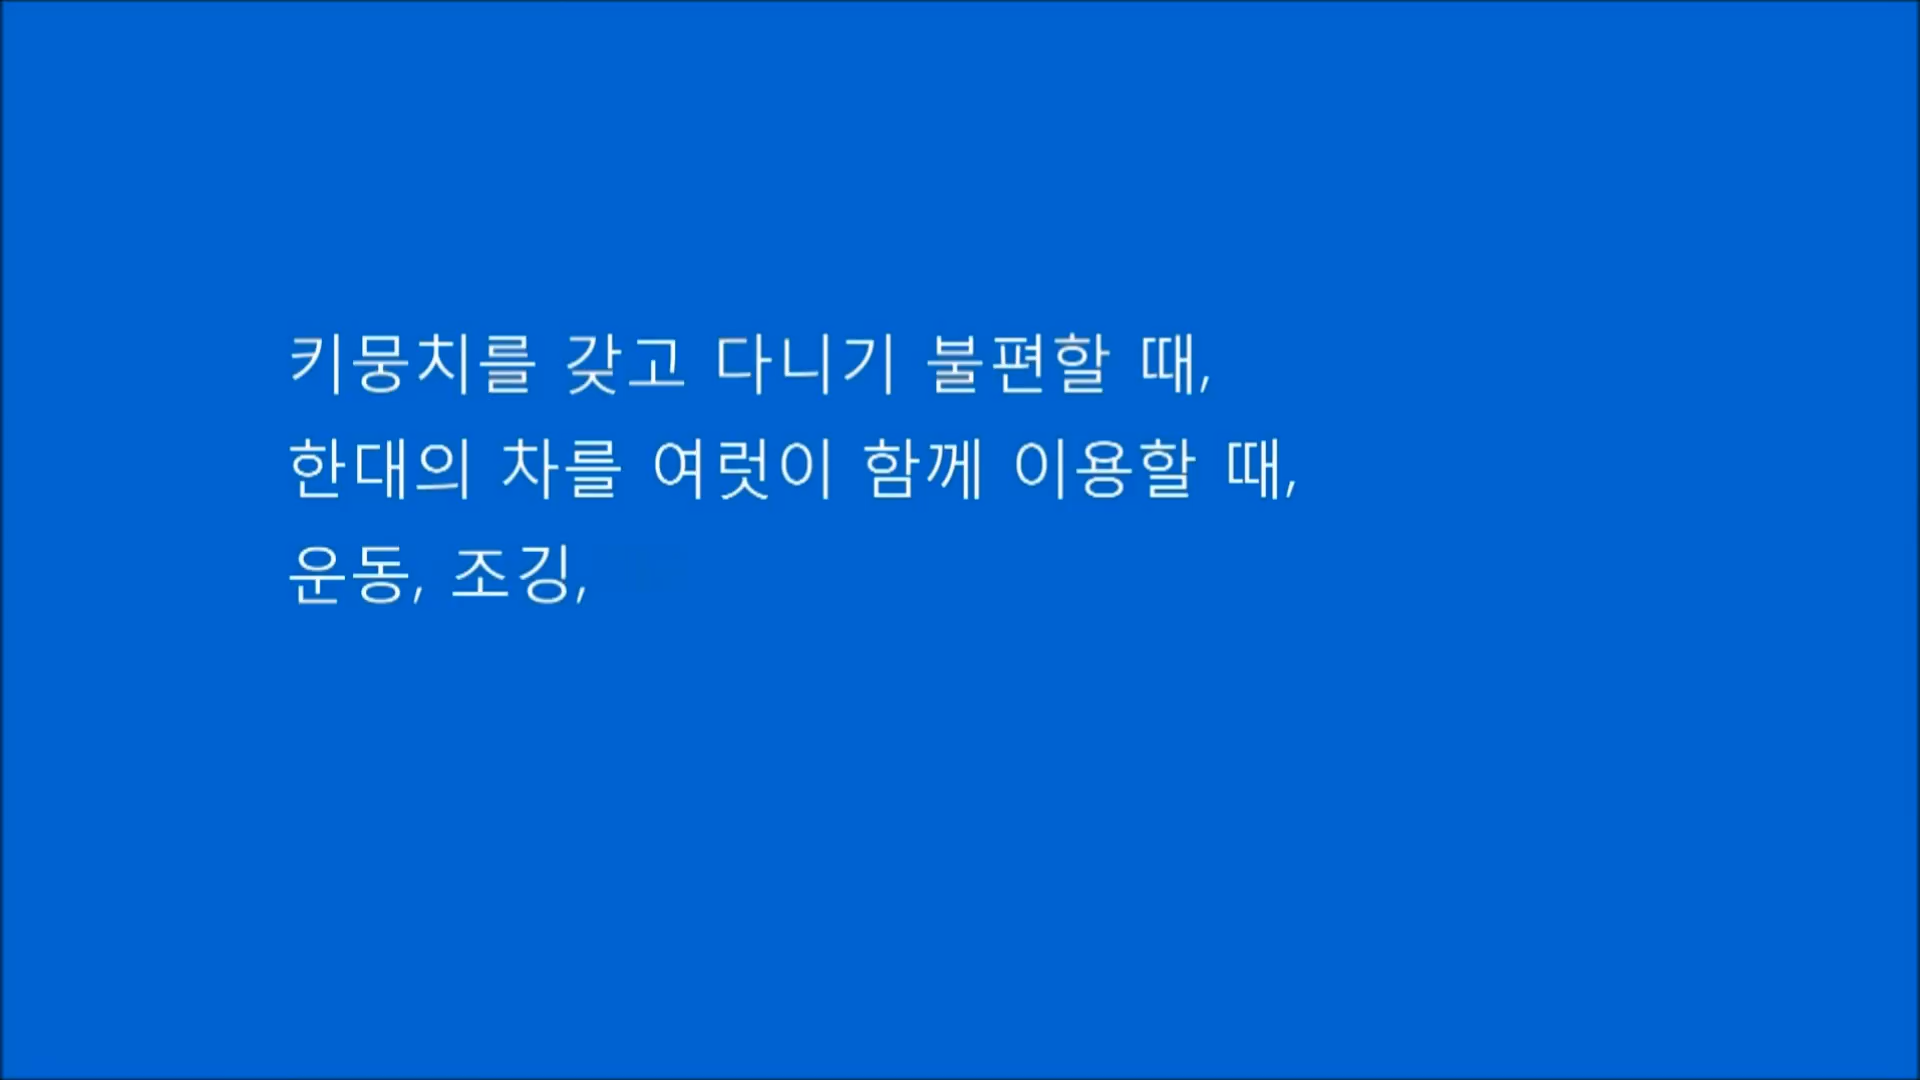 키뭉치를 갖고 다니기 불편할 때,
한대의 차를 여럿이 함께 이용할 때,
운동, 조깅,